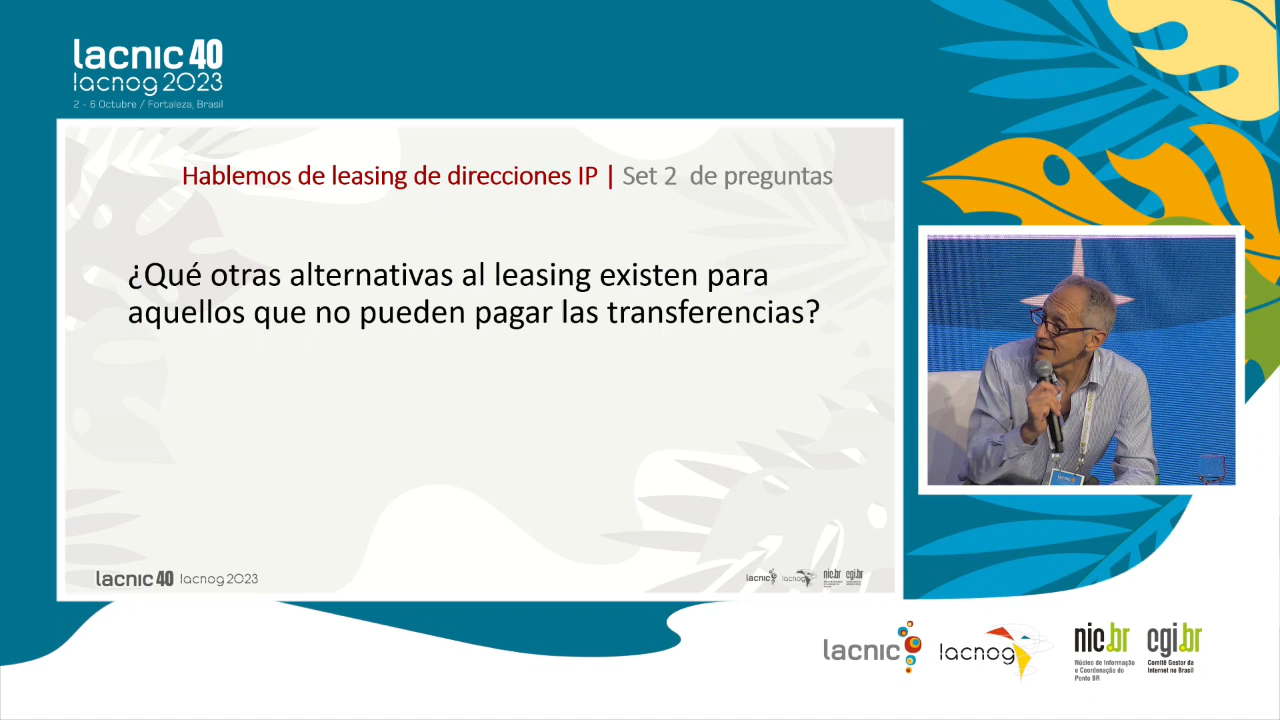 lacnic 40
lacnog 2023
2 - 6 Octubre / Fortaleza, Brasil
Hablemos de leasing de direcciones IP | Set 2 de preguntas
¿Qué otras alternativas al leasing existen para
aquellos que no pueden pagar las transferencias?
lacnic 40 lacnog 2023
lacnic lacnog nic.br cgi.br
lacnic lacnog nic.br cgi.br
Núcleo de Informação
e Coordenação do
Ponto BR
Comitê Gestor da
Internet no Brasil